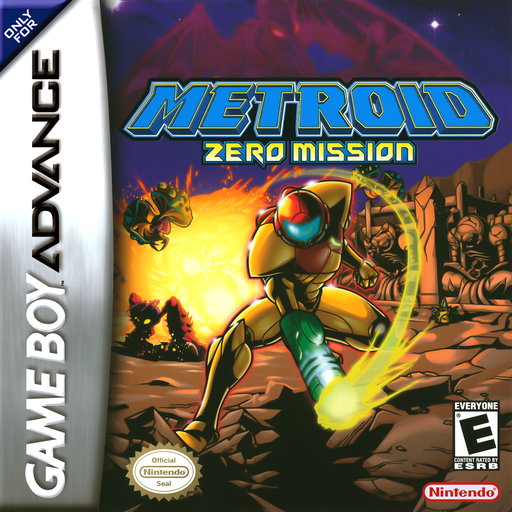 ONLY
FOR
GAME BOY ADVANCE
METROID
ZERO MISSION
Official
Nintendo
Seal
EVERYONE
E
CONTENT RATED BY
ESRB
Nintendo